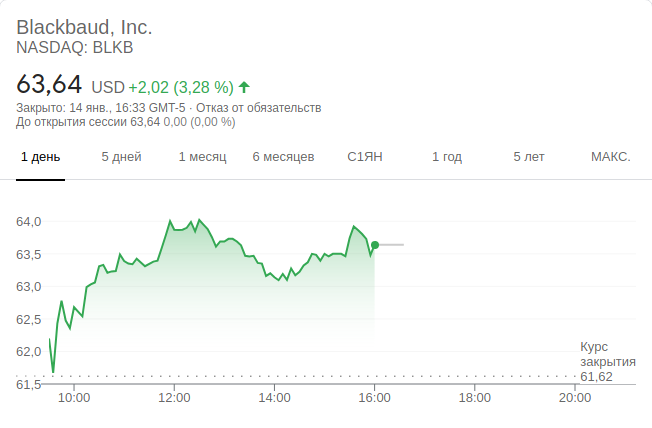 Blackbaud, Inc.
NASDAQ: BLKB
63,64 USD +2,02 (3,28 %)
Закрыто: 14 янв., 16:33 GMT-5 · Отказ от обязательств
До открытия сессии 63,64 0,00 (0,00 %)
1 день 5 дней 1 месяц 6 месяцев С1ЯН 1 год 5 лет МАКС.
64,0
63,5
63,0
62,5
62,0
61,5
Курс
закрытия
61,62
10:00 12:00 14:00 16:00 18:00 20:00